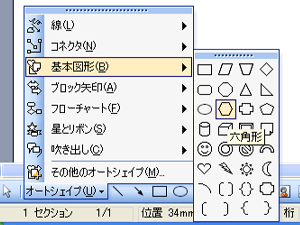 線(L)
コネクタ(N)
基本図形(B)
ブロック矢印(A)
フローチャート(F)
星とリボン(S)
吹き出し(C)
その他のオートシェイプ(M)...
六角形
オートシェイプ(U)
1 セクション 1/1 位置 34mm 桁